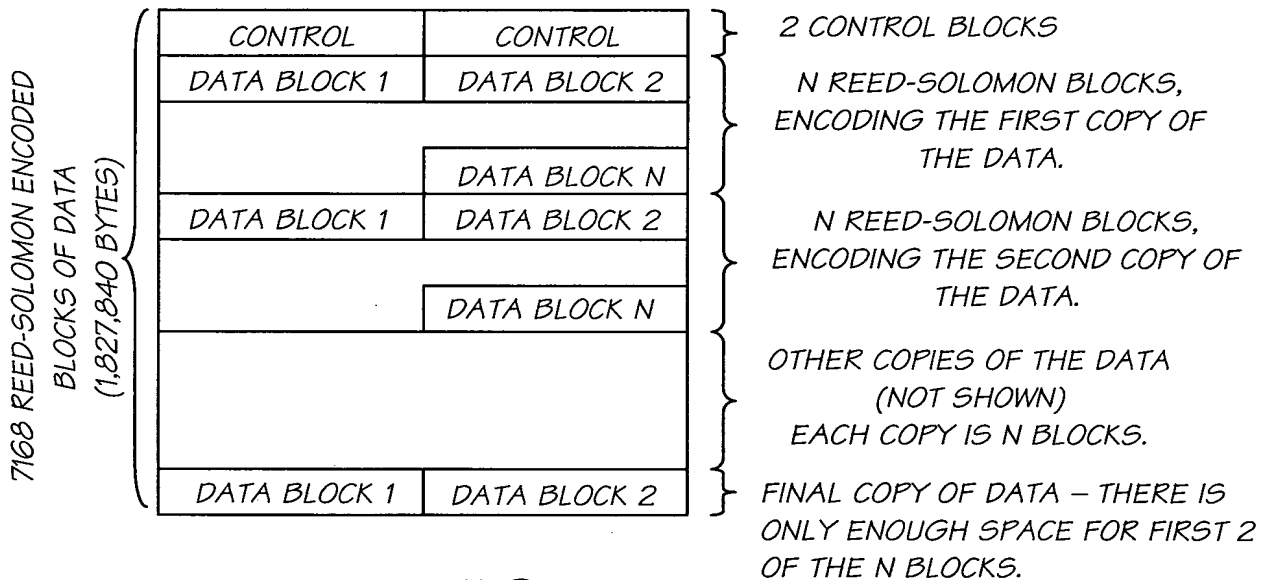 7168 REED-SOLOMON ENCODED
BLOCKS OF DATA
(1,827,840 BYTES)
CONTROL CONTROL
2 CONTROL BLOCKS
DATA BLOCK 1 DATA BLOCK 2
DATA BLOCK N
N REED-SOLOMON BLOCKS,
ENCODING THE FIRST COPY OF
THE DATA.
DATA BLOCK 1 DATA BLOCK 2
DATA BLOCK N
N REED-SOLOMON BLOCKS,
ENCODING THE SECOND COPY OF
THE DATA.
OTHER COPIES OF THE DATA
(NOT SHOWN)
EACH COPY IS N BLOCKS.
DATA BLOCK 1 DATA BLOCK 2
FINAL COPY OF DATA – THERE IS
ONLY ENOUGH SPACE FOR FIRST 2
OF THE N BLOCKS.